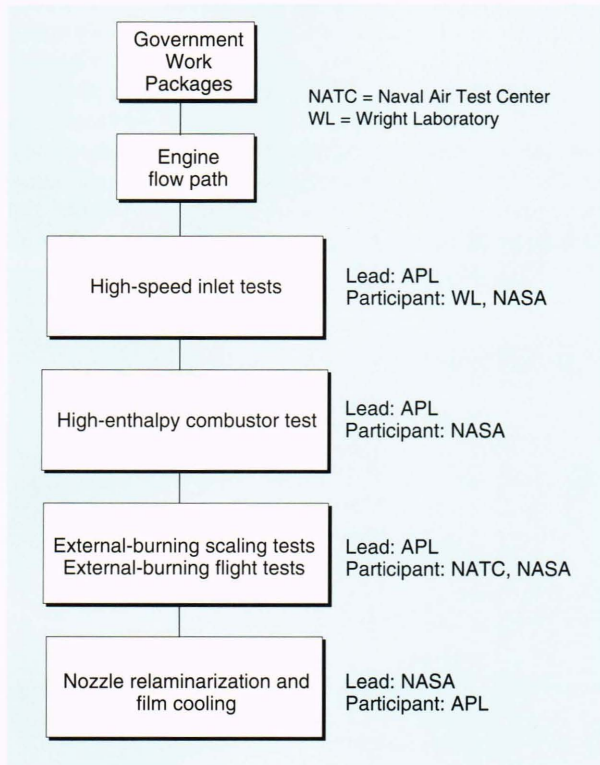 Government
Work
Packages
NATC = Naval Air Test Center
WL = Wright Laboratory
Engine
flow path
High-speed inlet tests
Lead: APL
Participant: WL, NASA
High-enthalpy combustor test
Lead: APL
Participant: NASA
External-burning scaling tests
External-burning flight tests
Lead: APL
Participant: NATC, NASA
Nozzle relaminarization and
film cooling
Lead: NASA
Participant: APL